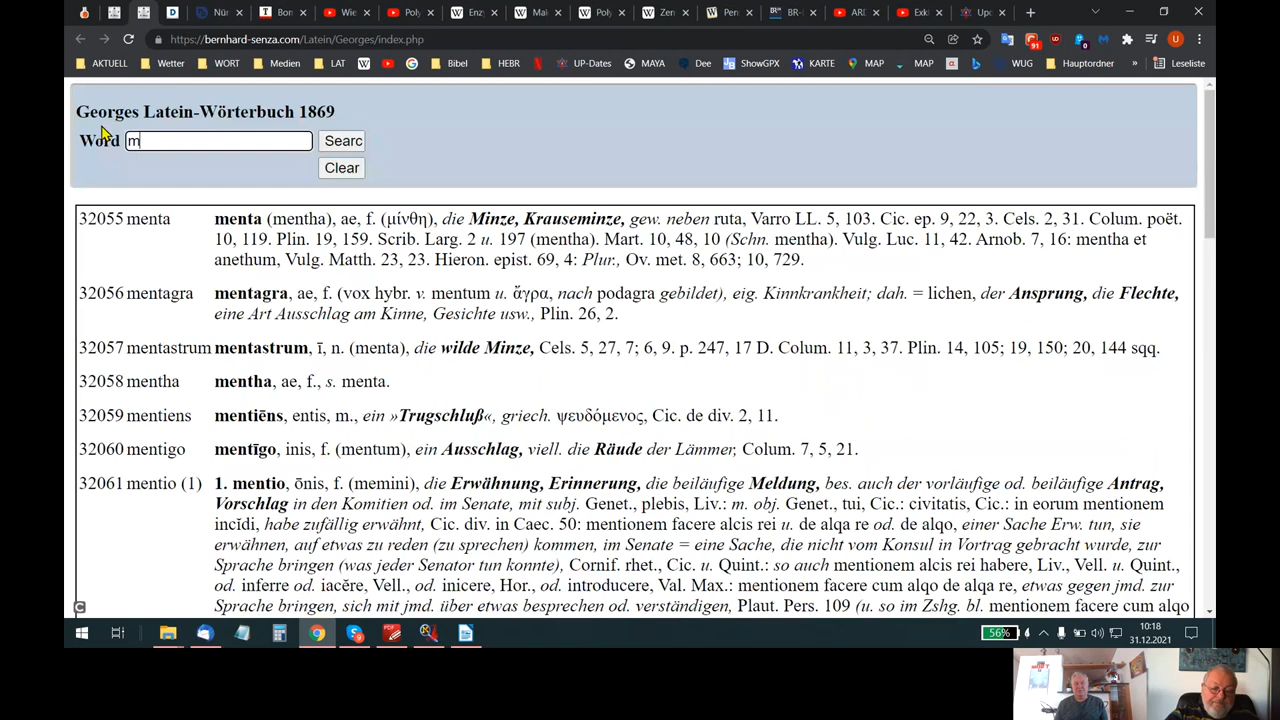 Nür
Bon
Wie
Poly
Enz
Mal
Poly
Zen
Pen
BR-
ARD
Exkl
Upd
https://bernhard-senza.com/Latein/Georges/index.php
91
0
U
AKTUELL Wetter WORT Medien LAT Bibel HEBR UP-Dates MAYA Dee ShowGPX KARTE MAP MAP WUG Hauptordner » Leseliste
Georges Latein-Wörterbuch 1869
Word m Searc
Clear
32055 menta menta (mentha), ae, f. (μίνθη), die Minze, Krauseminze, gew. neben ruta, Varro LL. 5, 103. Cic. ep. 9, 22, 3. Cels. 2, 31. Colum. poët.
10, 119. Plin. 19, 159. Scrib. Larg. 2 u. 197 (mentha). Mart. 10, 48, 10 (Schn. mentha). Vulg. Luc. 11, 42. Arnob. 7, 16: mentha et
anethum, Vulg. Matth. 23, 23. Hieron. epist. 69, 4: Plur., Ov. met. 8, 663; 10, 729.
32056 mentagra mentagra, ae, f. (vox hybr. v. mentum u. ἄγρα, nach podagra gebildet), eig. Kinnkrankheit; dah. = lichen, der Ansprung, die Flechte,
eine Art Ausschlag am Kinne, Gesichte usw., Plin. 26, 2.
32057 mentastrum mentastrum, ī, n. (menta), die wilde Minze, Cels. 5, 27, 7; 6, 9. p. 247, 17 D. Colum. 11, 3, 37. Plin. 14, 105; 19, 150; 20, 144 sqq.
32058 mentha mentha, ae, f., s. menta.
32059 mentiens mentiēns, entis, m., ein »Trugschluß«, griech. ψευδόμενος, Cic. de div. 2, 11.
32060 mentigo mentīgo, inis, f. (mentum), ein Ausschlag, viell. die Räude der Lämmer, Colum. 7, 5, 21.
32061 mentio (1) 1. mentio, ōnis, f. (memini), die Erwähnung, Erinnerung, die beiläufige Meldung, bes. auch der vorläufige od. beiläufige Antrag,
Vorschlag in den Komitien od. im Senate, mit subj. Genet., plebis, Liv.: m. obj. Genet., tui, Cic.: civitatis, Cic.: in eorum mentionem
incĭdi, habe zufällig erwähnt, Cic. div. in Caec. 50: mentionem facere alcis rei u. de alqa re od. de alqo, einer Sache Erw. tun, sie
erwähnen, auf etwas zu reden (zu sprechen) kommen, im Senate = eine Sache, die nicht vom Konsul in Vortrag gebracht wurde, zur
Sprache bringen (was jeder Senator tun konnte), Cornif. rhet., Cic. u. Quint.: so auch mentionem alcis rei habere, Liv., Vell. u. Quint.,
od. inferre od. iacĕre, Vell., od. inicere, Hor., od. introducere, Val. Max.: mentionem facere cum alqo de alqa re, etwas gegen jmd. zur
Sprache bringen, sich mit jmd. über etwas besprechen od. verständigen, Plaut. Pers. 109 (u. so im Zshg. bl. mentionem facere cum alqo
56%
10:18
31.12.2021